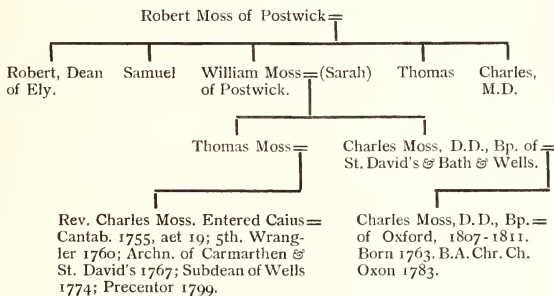 Robert Moss of Postwick=
Robert, Dean
of Ely.
Samuel
William Moss=(Sarah)
of Postwick.
Thomas
Charles,
M.D.
Thomas Moss=
Charles Moss, D.D., Bp. of=
St. David's & Bath & Wells.
Rev. Charles Moss. Entered Caius=
Cantab. 1755, aet 19; 5th. Wrang-
ler 1760; Archn. of Carmarthen &
St. David's 1767; Subdean of Wells
1774; Precentor 1799.
Charles Moss, D.D., Bp.=
of Oxford, 1807-1811.
Born 1763. B.A. Chr. Ch.
Oxon 1783.